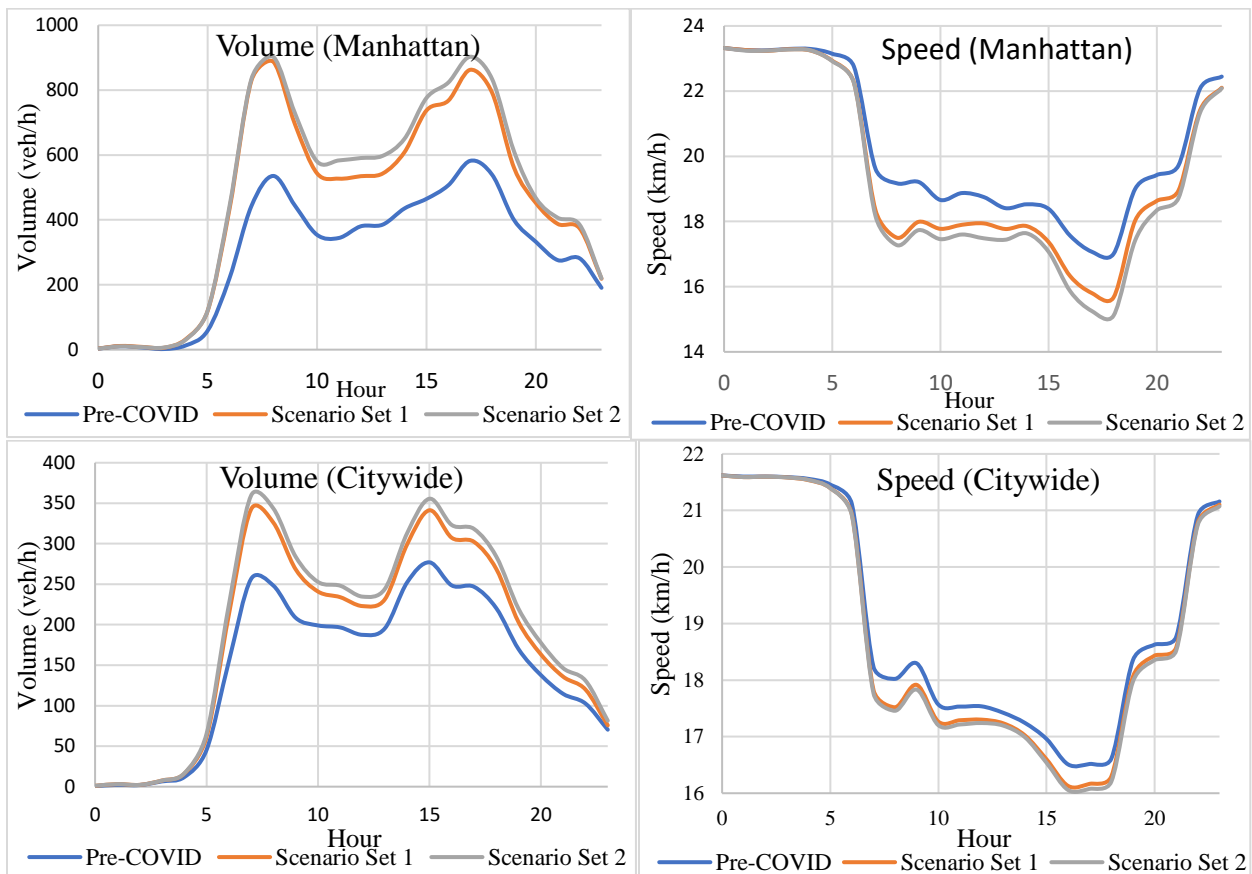 Volume (Manhattan)
Volume (veh/h)
1000
800
600
400
200
0
0 5 10 15 20
Hour
Pre-COVID Scenario Set 1 Scenario Set 2
Speed (Manhattan)
Speed (km/h)
24
22
20
18
16
14
0 5 10 15 20
Hour
Pre-COVID Scenario Set 1 Scenario Set 2
Volume (Citywide)
Volume (veh/h)
400
350
300
250
200
150
100
50
0
0 5 10 15 20
Hour
Pre-COVID Scenario Set 1 Scenario Set 2
Speed (Citywide)
Speed (km/h)
22
21
20
19
18
17
16
0 5 10 15 20
Hour
Pre-COVID Scenario Set 1 Scenario Set 2